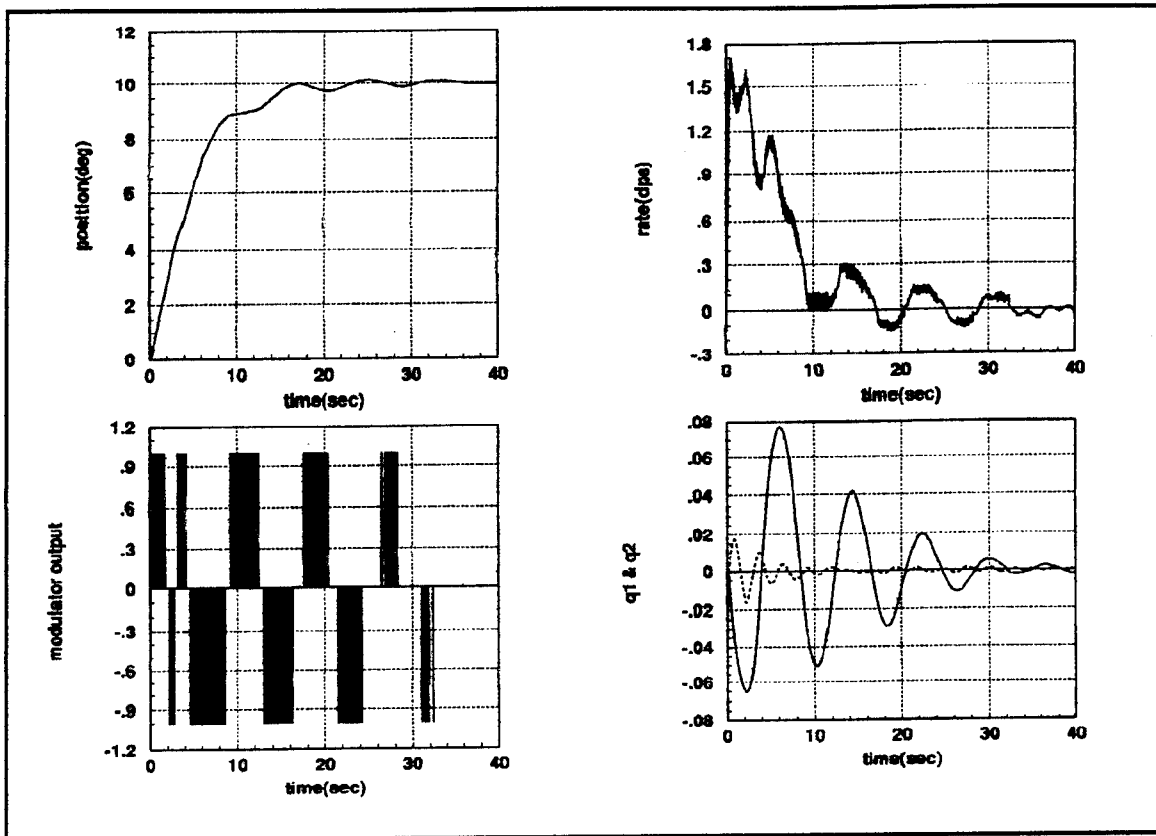 12
10
8
6
4
2
0
position(deg)
0 10 20 30 40
time(sec)
1.8
1.5
1.2
.9
.6
.3
0
-.3
rate(dps)
0 10 20 30 40
time(sec)
1.2
.9
.6
.3
0
-.3
-.6
-.9
-1.2
modulator output
0 10 20 30 40
time(sec)
.08
.06
.04
.02
0
-.02
-.04
-.06
-.08
q1 & q2
0 10 20 30 40
time(sec)